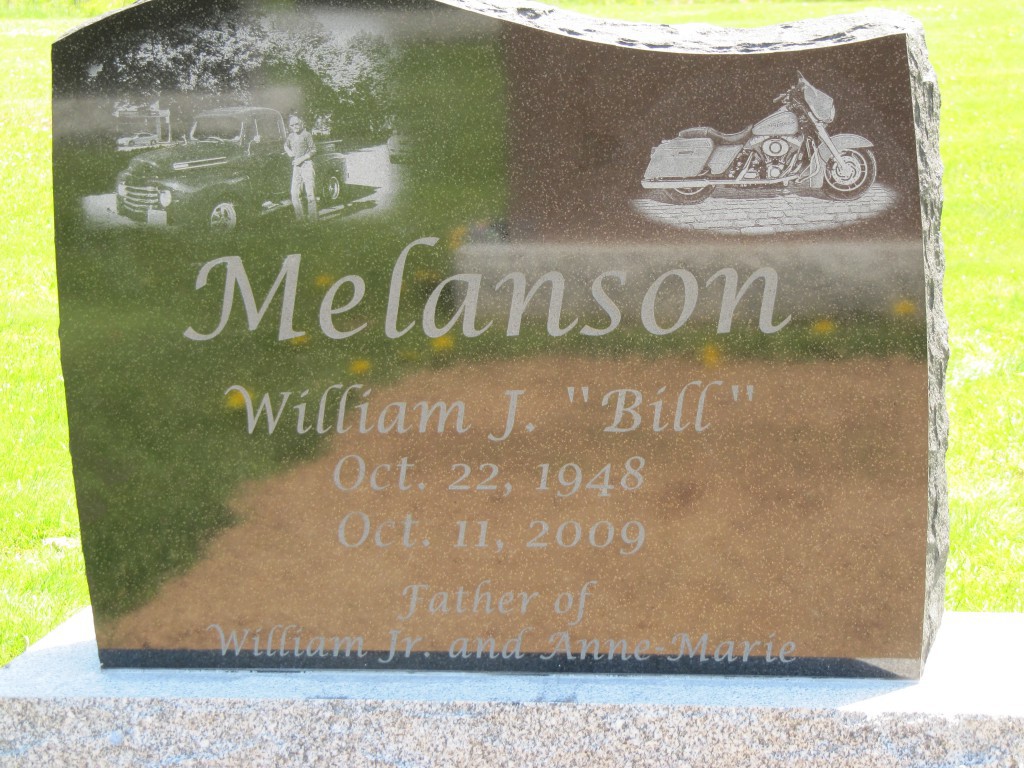 Melanson
William J. "Bill"
Oct. 22, 1948
Oct. 11, 2009
Father of
William Jr. and Anne-Marie